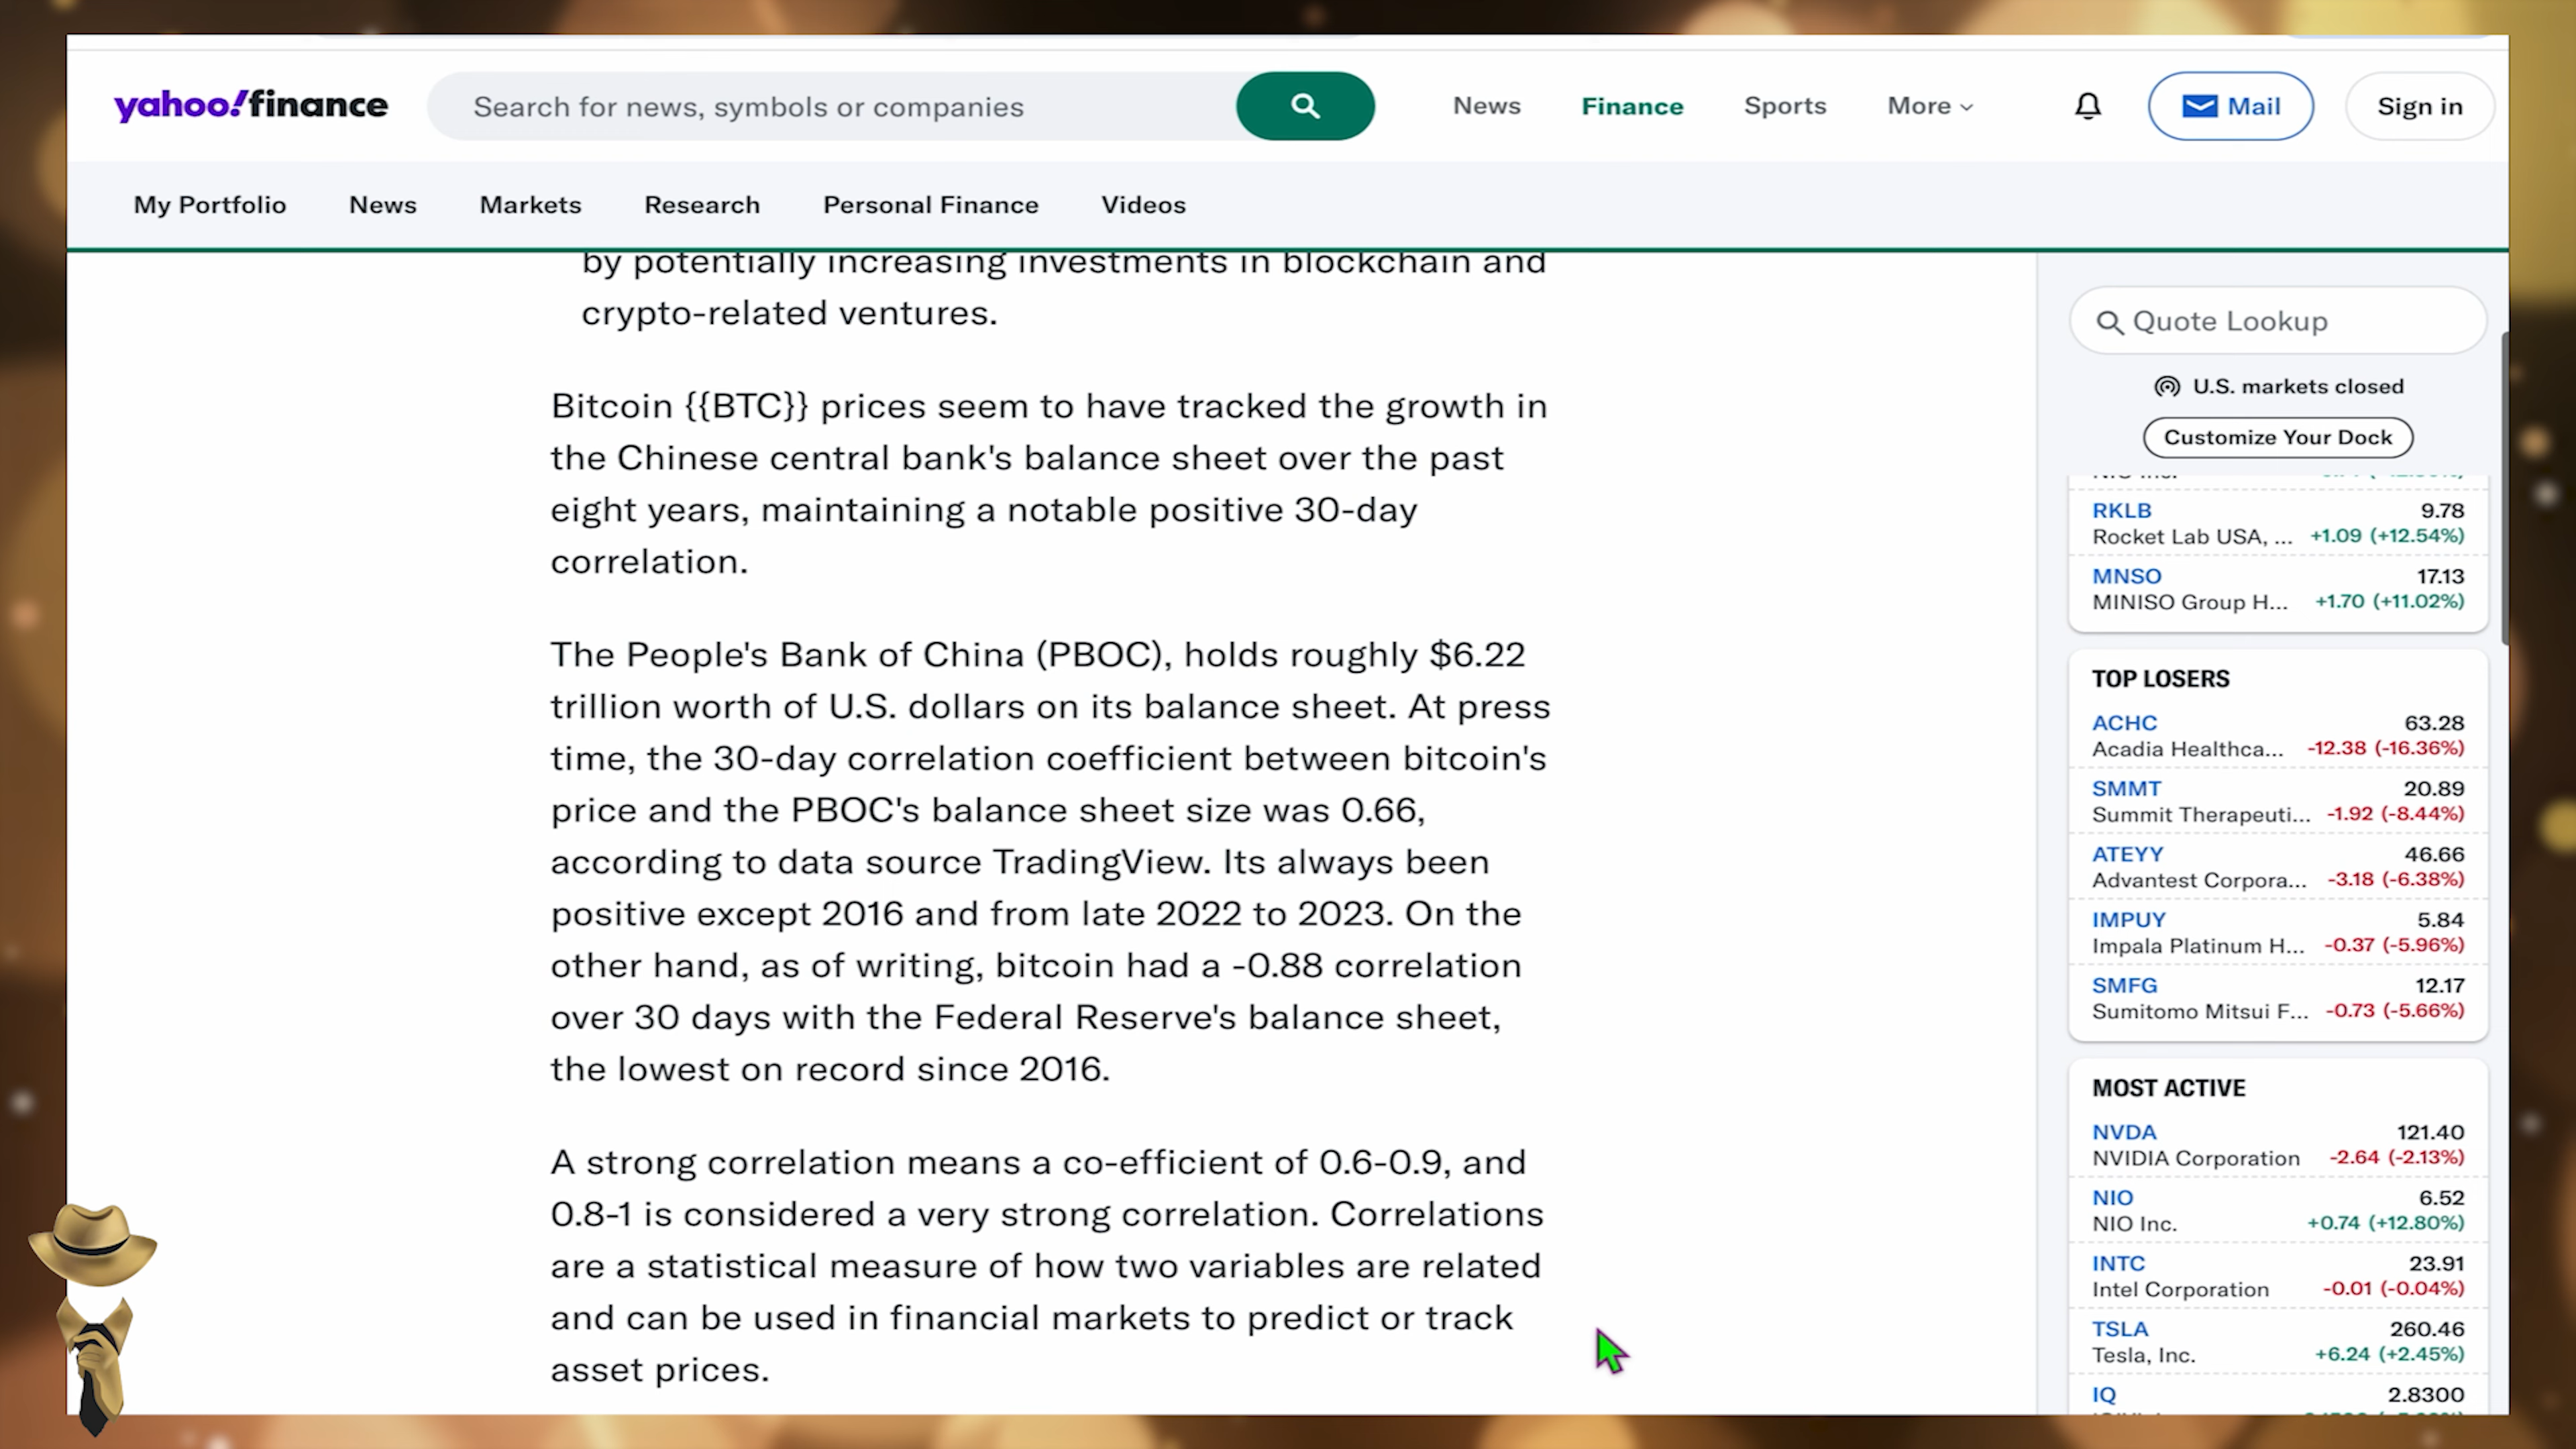 yahoo!finance
Search for news, symbols or companies
News
Finance
Sports
More
Mail
Sign in
My Portfolio
News
Markets
Research
Personal Finance
Videos
by potentially increasing investments in blockchain and
crypto-related ventures.
Bitcoin {{BTC}} prices seem to have tracked the growth in
the Chinese central bank's balance sheet over the past
eight years, maintaining a notable positive 30-day
correlation.
The People's Bank of China (PBOC), holds roughly $6.22
trillion worth of U.S. dollars on its balance sheet. At press
time, the 30-day correlation coefficient between bitcoin's
price and the PBOC's balance sheet size was 0.66,
according to data source TradingView. Its always been
positive except 2016 and from late 2022 to 2023. On the
other hand, as of writing, bitcoin had a -0.88 correlation
over 30 days with the Federal Reserve's balance sheet,
the lowest on record since 2016.
A strong correlation means a co-efficient of 0.6-0.9, and
0.8-1 is considered a very strong correlation. Correlations
are a statistical measure of how two variables are related
and can be used in financial markets to predict or track
asset prices.
Quote Lookup
U.S. markets closed
Customize Your Dock
RKLB 9.78
Rocket Lab USA, ... +1.09 (+12.54%)
MNSO 17.13
MINISO Group H... +1.70 (+11.02%)
TOP LOSERS
ACHC 63.28
Acadia Healthca... -12.38 (-16.36%)
SMMT 20.89
Summit Therapeuti... -1.92 (-8.44%)
ATEYY 46.66
Advantest Corpora... -3.18 (-6.38%)
IMPUY 5.84
Impala Platinum H... -0.37 (-5.96%)
SMFG 12.17
Sumitomo Mitsui F... -0.73 (-5.66%)
MOST ACTIVE
NVDA 121.40
NVIDIA Corporation -2.64 (-2.13%)
NIO 6.52
NIO Inc. +0.74 (+12.80%)
INTC 23.91
Intel Corporation -0.01 (-0.04%)
TSLA 260.46
Tesla, Inc. +6.24 (+2.45%)
IQ 2.8300